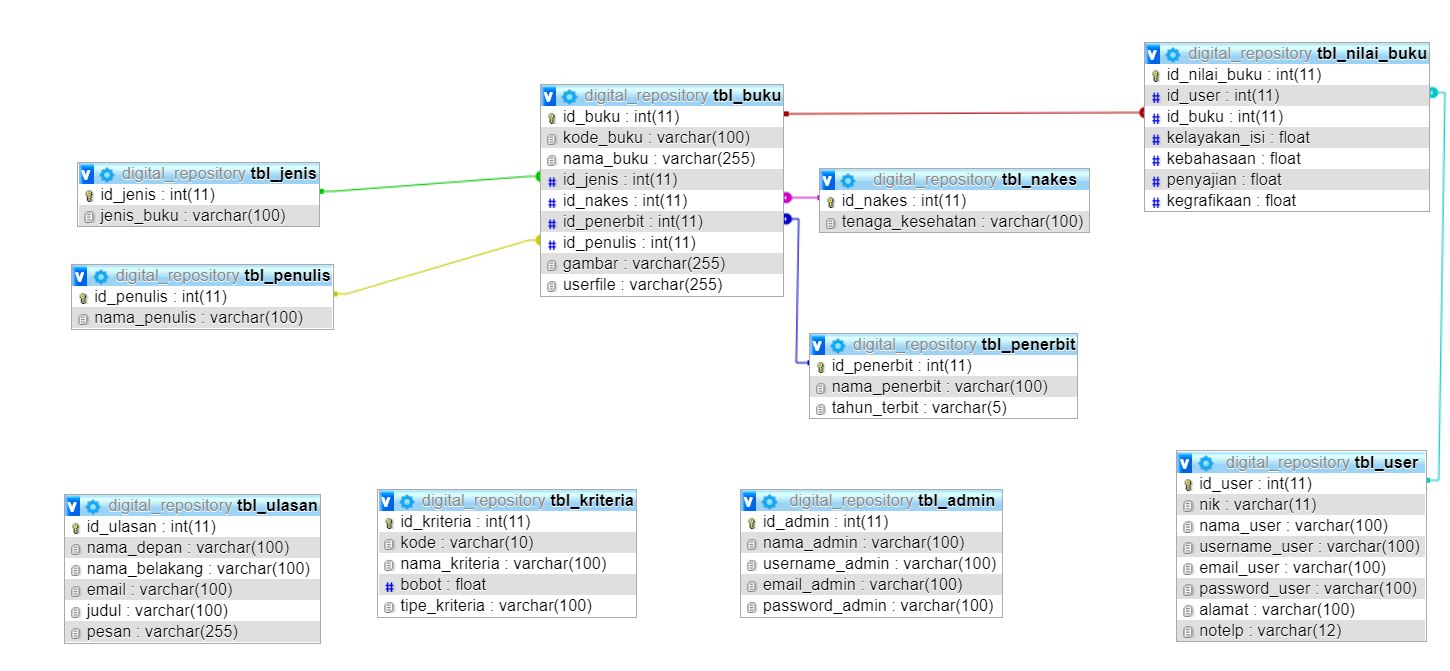 digital_repository tbl_nilai_buku
id_nilai_buku : int(11)
id_user : int(11)
id_buku : int(11)
kelayakan_isi : float
kebahasaan : float
penyajian : float
kegrafikaan : float
digital_repository tbl_buku
id_buku : int(11)
kode_buku : varchar(100)
nama_buku : varchar(255)
id_jenis : int(11)
id_nakes : int(11)
id_penerbit : int(11)
id_penulis : int(11)
gambar : varchar(255)
userfile : varchar(255)
digital_repository tbl_jenis
id_jenis : int(11)
jenis_buku : varchar(100)
digital_repository tbl_nakes
id_nakes : int(11)
tenaga_kesehatan : varchar(100)
digital_repository tbl_penulis
id_penulis : int(11)
nama_penulis : varchar(100)
digital_repository tbl_penerbit
id_penerbit : int(11)
nama_penerbit : varchar(100)
tahun_terbit : varchar(5)
digital_repository tbl_ulasan
id_ulasan : int(11)
nama_depan : varchar(100)
nama_belakang : varchar(100)
email : varchar(100)
judul : varchar(100)
pesan : varchar(255)
digital_repository tbl_kriteria
id_kriteria : int(11)
kode : varchar(10)
nama_kriteria : varchar(100)
bobot : float
tipe_kriteria : varchar(100)
digital_repository tbl_admin
id_admin : int(11)
nama_admin : varchar(100)
username_admin : varchar(100)
email_admin : varchar(100)
password_admin : varchar(100)
digital_repository tbl_user
id_user : int(11)
nik : varchar(11)
nama_user : varchar(100)
username_user : varchar(100)
email_user : varchar(100)
password_user : varchar(100)
alamat : varchar(100)
notelp : varchar(12)